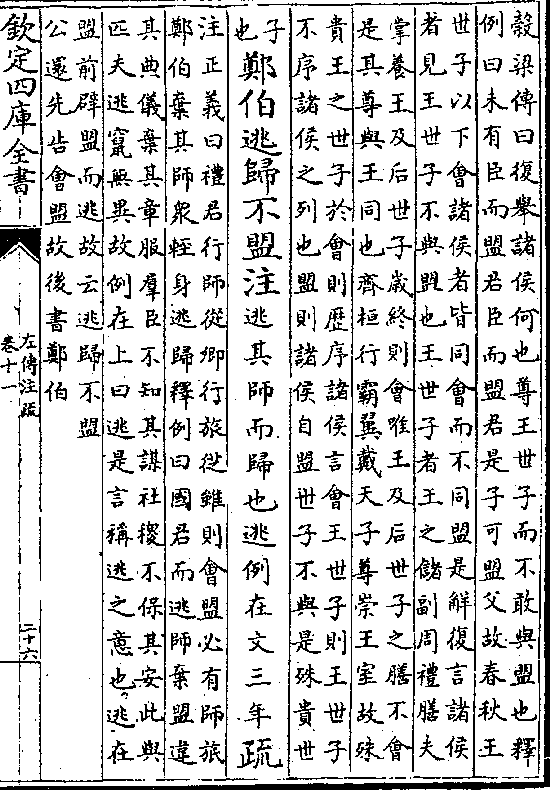 穀梁傳曰復舉諸侯何也尊王世子而不敢與盟也釋
例曰未有臣而盟君臣而盟君是子可盟父故春秋王
世子以下會諸侯者皆同會而不同盟是解復言諸侯
者見王世子不與盟也王世子者王之儲副周禮膳夫
掌養王及后世子歲終則會唯王及后世子之膳不會
是其尊與王同也齊桓行霸翼戴天子尊崇王室故殊
貴王之世子於會則歷序諸侯言會王世子則王世子
不序諸侯之列也盟則諸侯自盟世子不與是殊貴世
子
也
鄭伯逃歸不盟注
逃其師而歸也逃例在文三年
疏
注正義曰禮君行師從卿行旅從雖則會盟必有師旅
鄭伯棄其師衆輕身逃歸釋例曰國君而逃師棄盟違
其典儀棄其章服羣臣不知其謀社稷不保其安此與
匹夫逃竄無異故例在上曰逃是言稱逃之意也逃在
盟前辟盟而逃故云逃歸不盟
公還先告會盟故後書鄭伯
欽定四庫全書
左傳注疏
卷十一
二十六